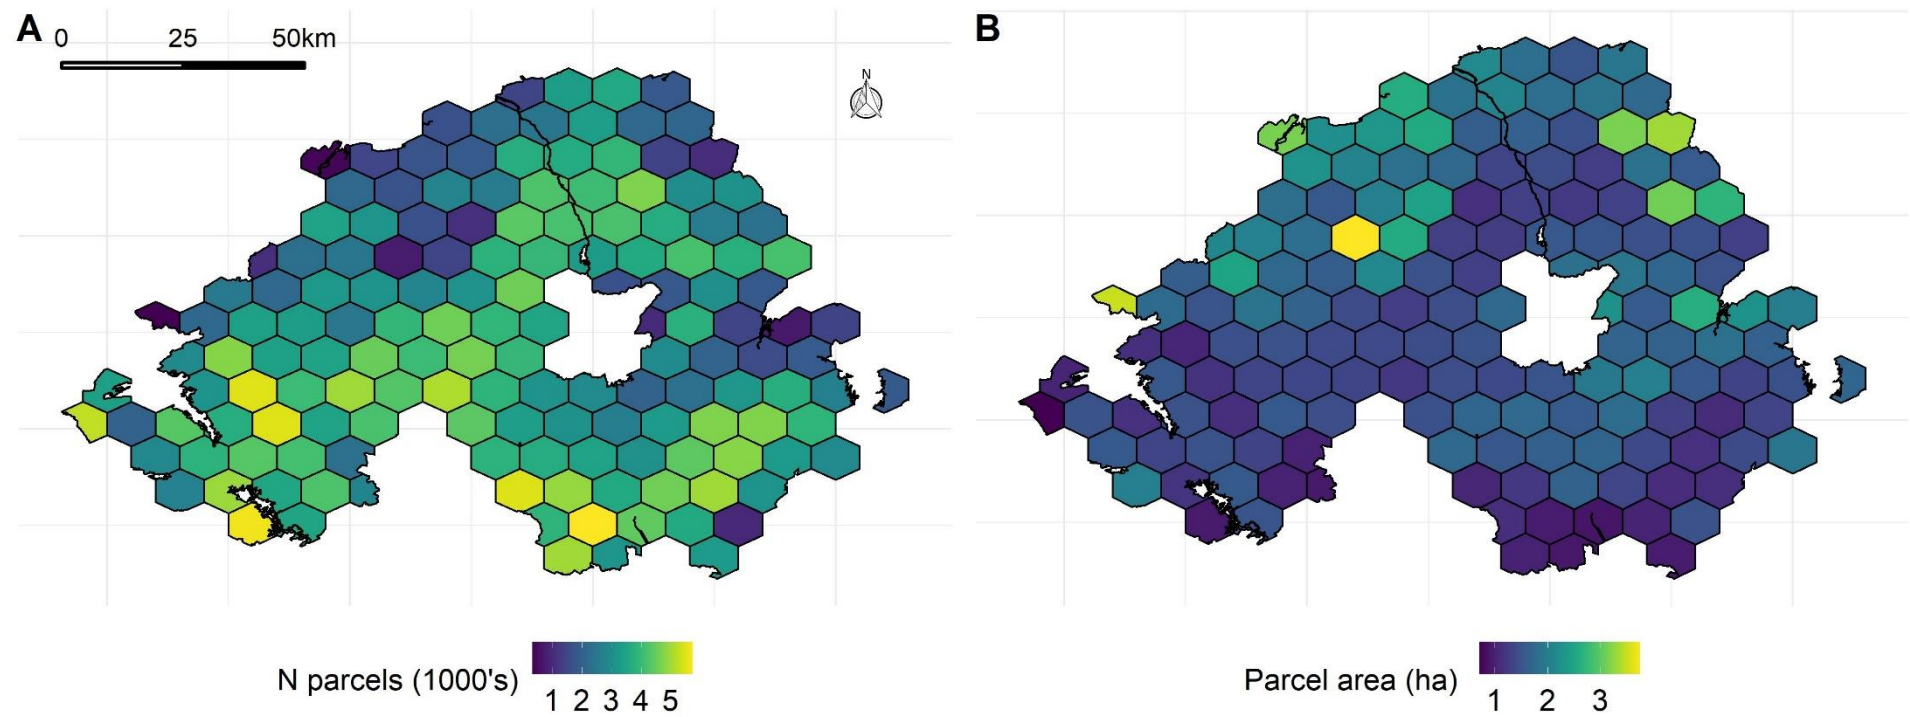 A
0 25 50km
N
N parcels (1000's)
1 2 3 4 5
B
Parcel area (ha)
1 2 3